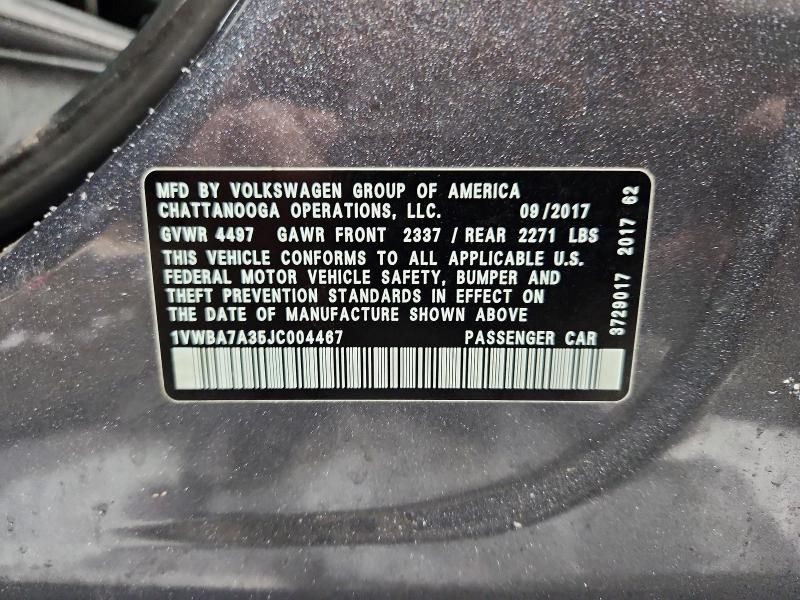 MFD BY VOLKSWAGEN GROUP OF AMERICA
CHATTANOOGA OPERATIONS, LLC. 09/2017
GVWR 4497 GAWR FRONT 2337 / REAR 2271 LBS
THIS VEHICLE CONFORMS TO ALL APPLICABLE U.S.
FEDERAL MOTOR VEHICLE SAFETY, BUMPER AND
THEFT PREVENTION STANDARDS IN EFFECT ON
THE DATE OF MANUFACTURE SHOWN ABOVE
1VWBA7A35JC004467 PASSENGER CAR
3729017 2017 62